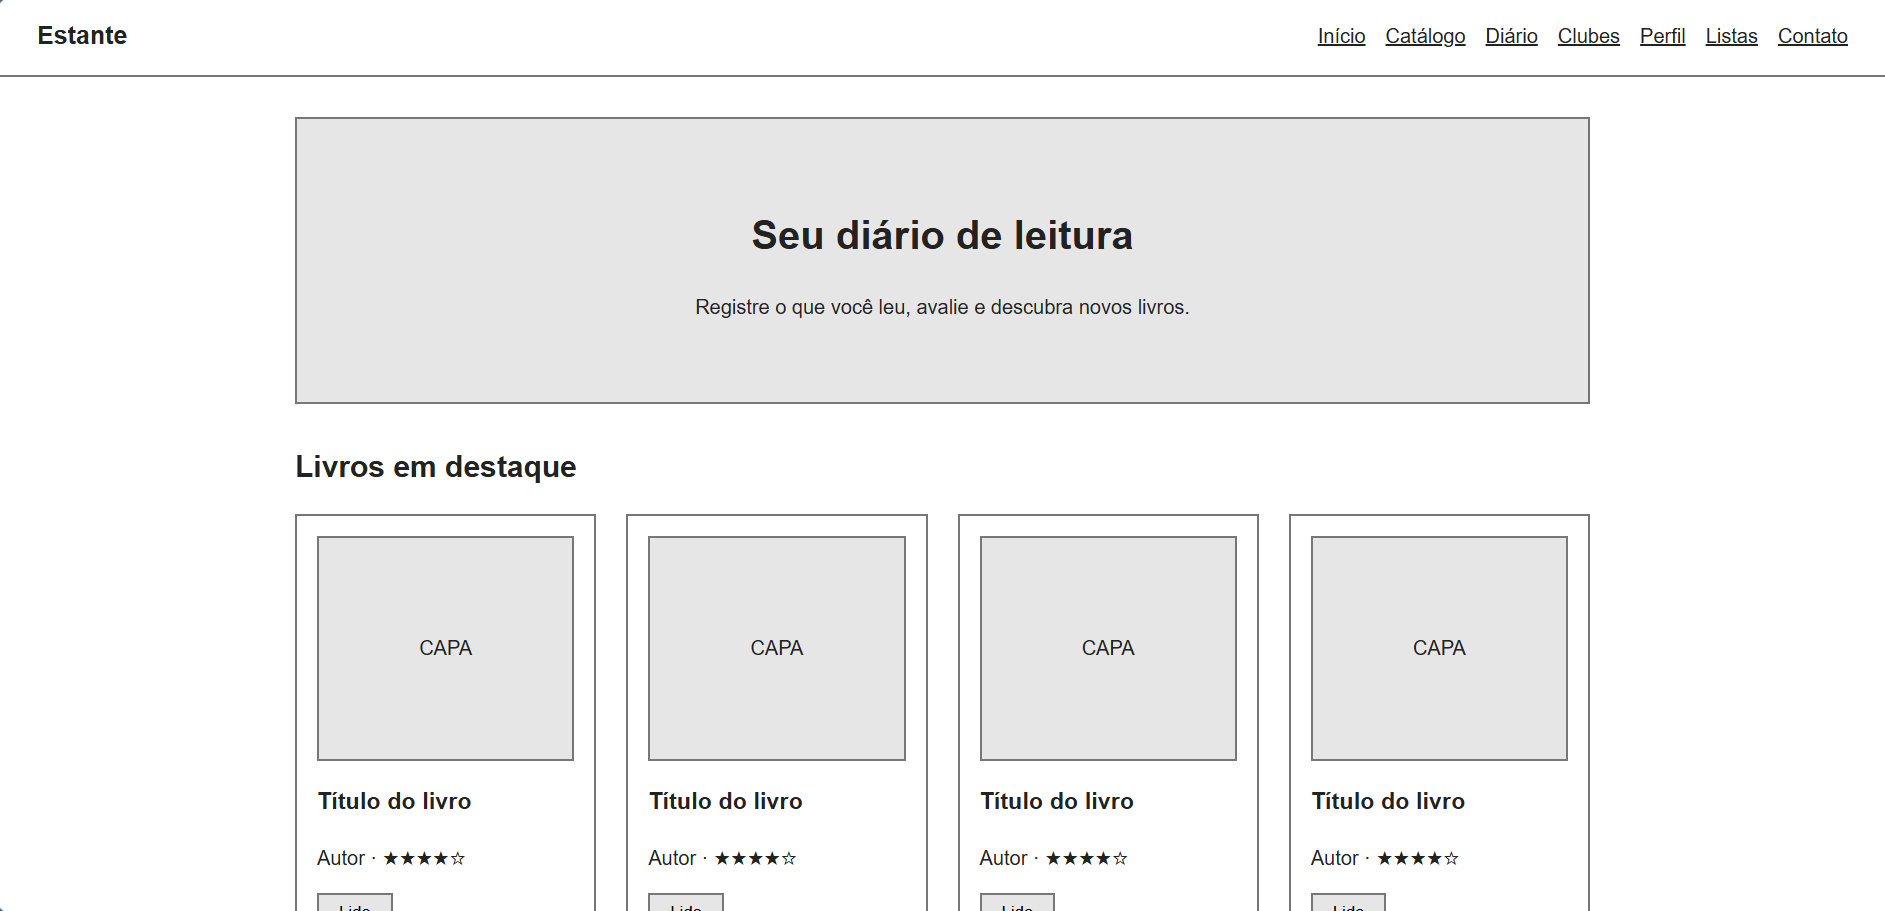 Estante
Início Catálogo Diário Clubes Perfil Listas Contato
Seu diário de leitura
Registre o que você leu, avalie e descubra novos livros.
Livros em destaque
CAPA CAPA CAPA CAPA
Título do livro Título do livro Título do livro Título do livro
Autor · ★★★★☆ Autor · ★★★★☆ Autor · ★★★★☆ Autor · ★★★★☆